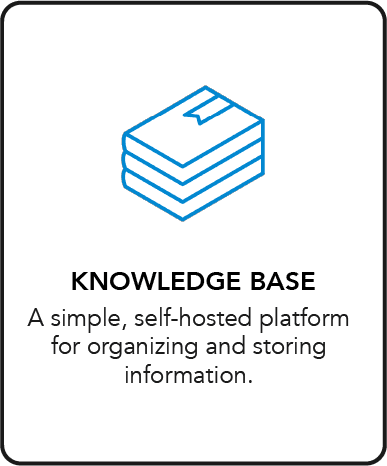 KNOWLEDGE BASE
A simple, self-hosted platform
for organizing and storing
information.